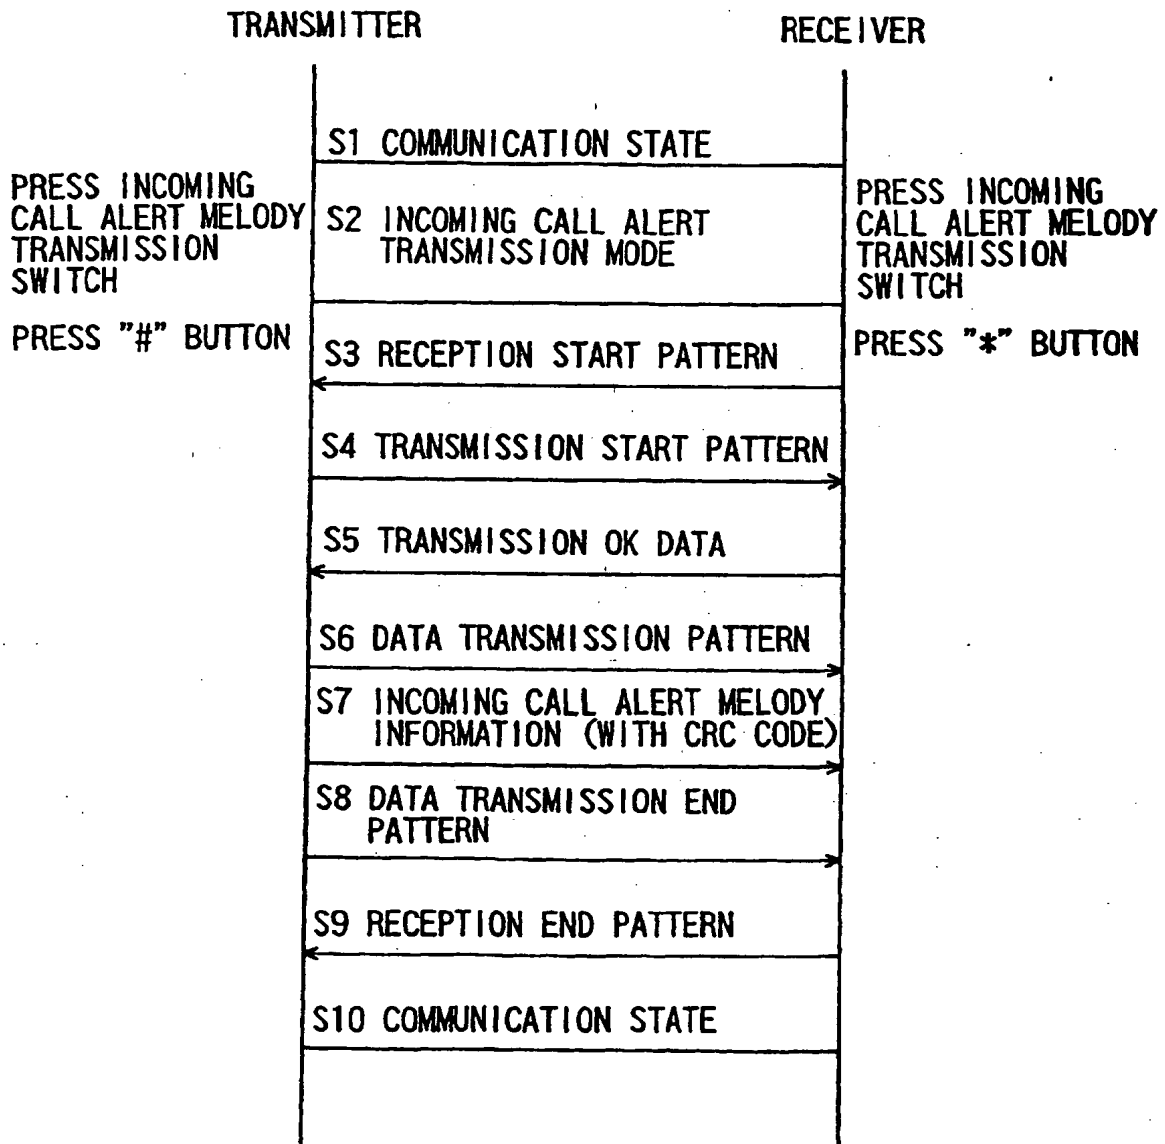 TRANSMITTER
RECEIVER
S1 COMMUNICATION STATE
PRESS INCOMING
CALL ALERT MELODY
TRANSMISSION
SWITCH
S2 INCOMING CALL ALERT
TRANSMISSION MODE
PRESS INCOMING
CALL ALERT MELODY
TRANSMISSION
SWITCH
PRESS "#" BUTTON
S3 RECEPTION START PATTERN
PRESS "*" BUTTON
S4 TRANSMISSION START PATTERN
S5 TRANSMISSION OK DATA
S6 DATA TRANSMISSION PATTERN
S7 INCOMING CALL ALERT MELODY
INFORMATION (WITH CRC CODE)
S8 DATA TRANSMISSION END
PATTERN
S9 RECEPTION END PATTERN
S10 COMMUNICATION STATE